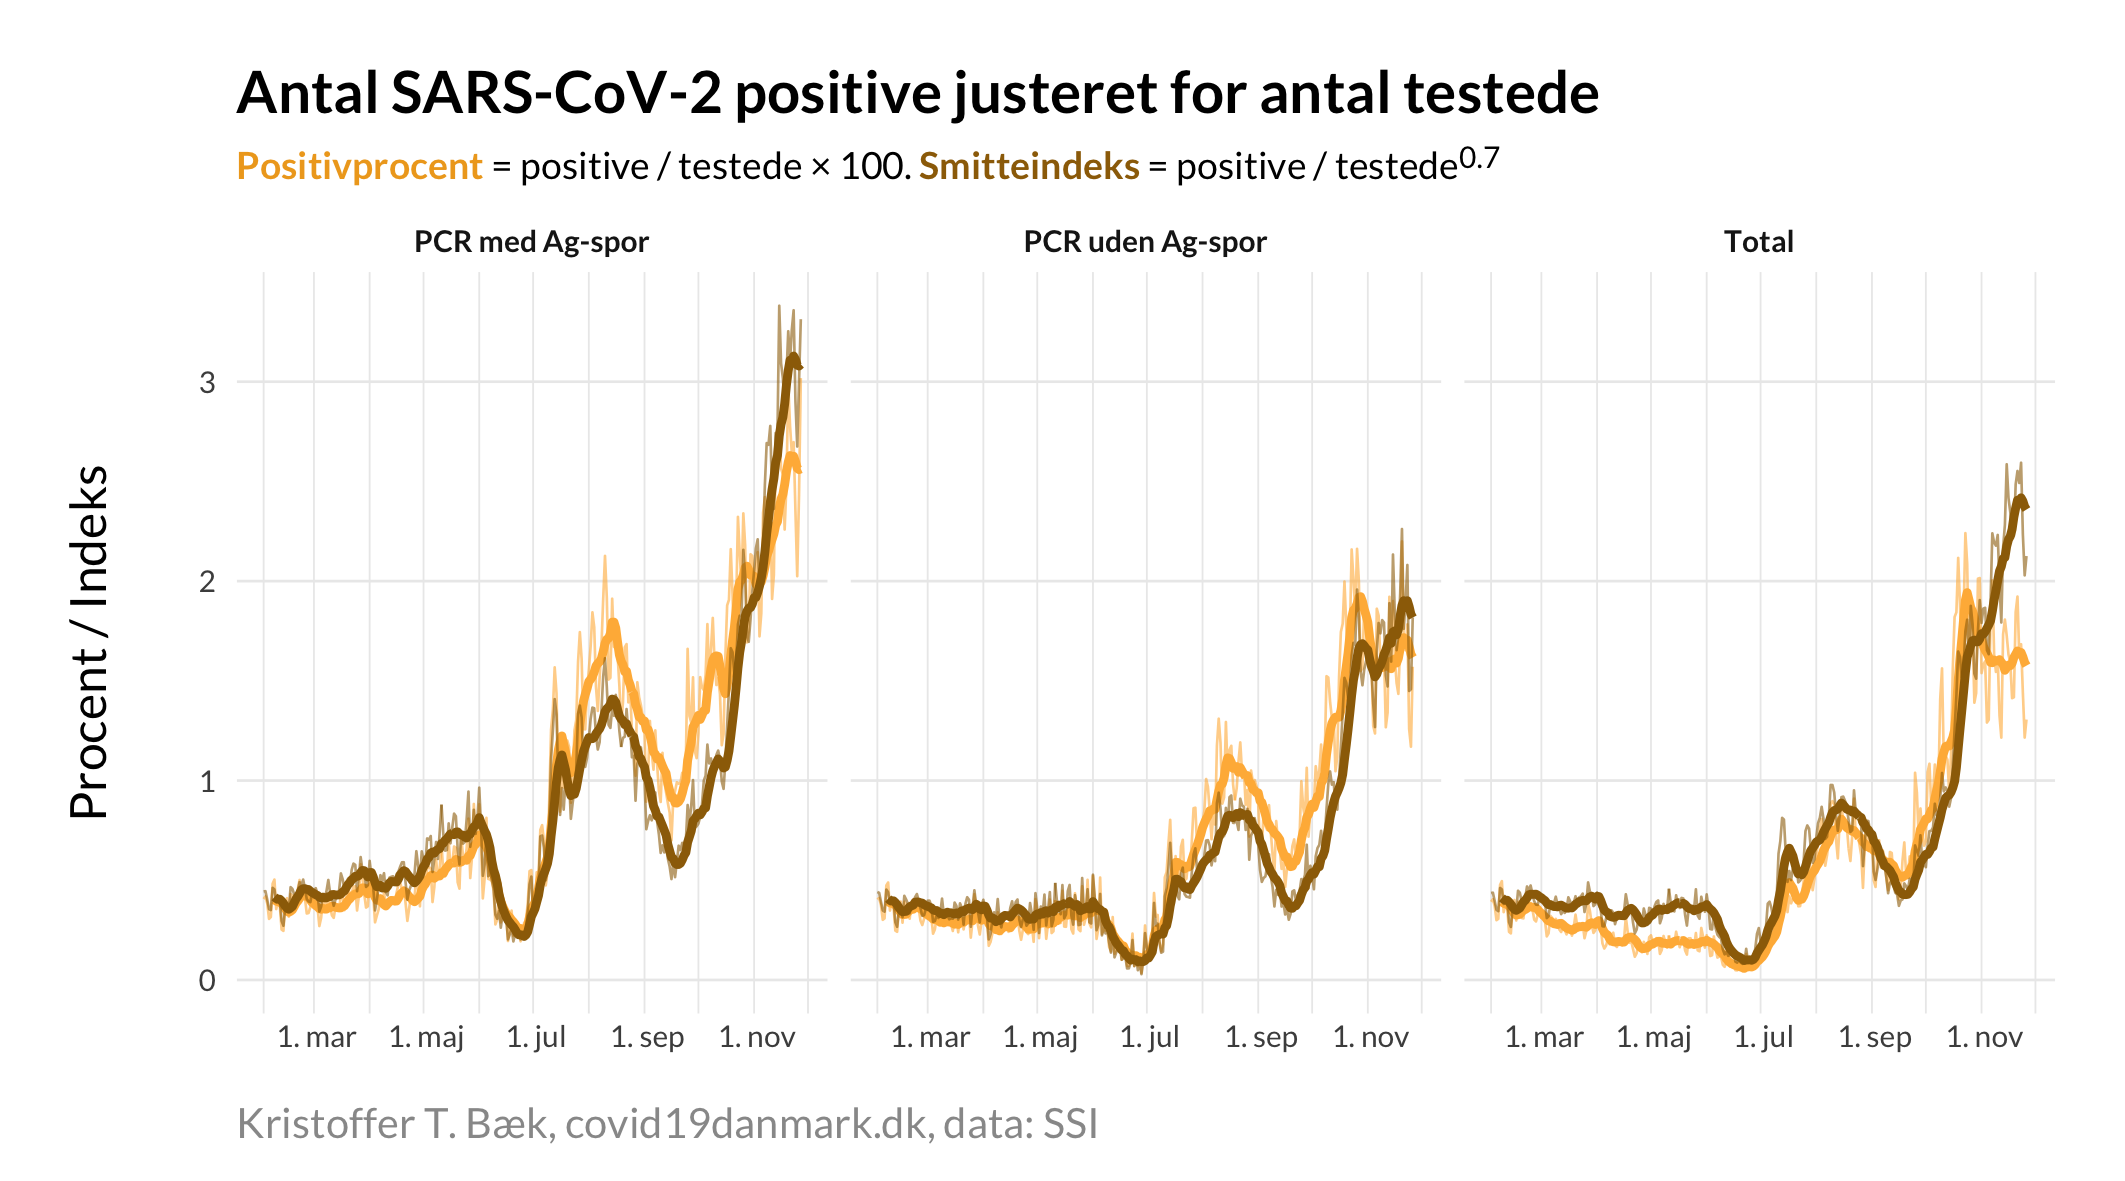 Antal SARS-CoV-2 positive justeret for antal testede
Positivprocent = positive / testede × 100. Smitteindeks = positive / testede^0.7
PCR med Ag-spor
PCR uden Ag-spor
Total
Procent / Indeks
3
2
1
0
1. mar 1. maj 1. jul 1. sep 1. nov
1. mar 1. maj 1. jul 1. sep 1. nov
1. mar 1. maj 1. jul 1. sep 1. nov
Kristoffer T. Bæk, covid19danmark.dk, data: SSI